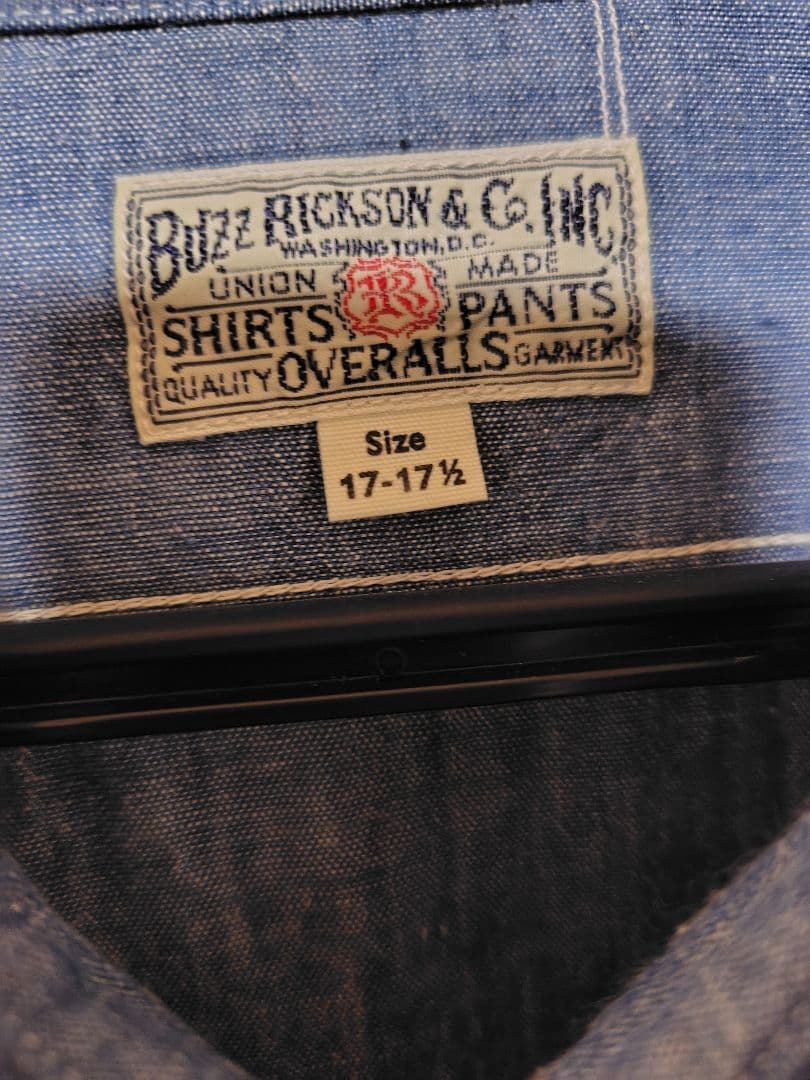 Buzz RICKSON & Co. INC.
WASHINGTON, D.C.
UNION R MADE
SHIRTS PANTS
QUALITY OVERALLS GARMENT
Size
17-17½